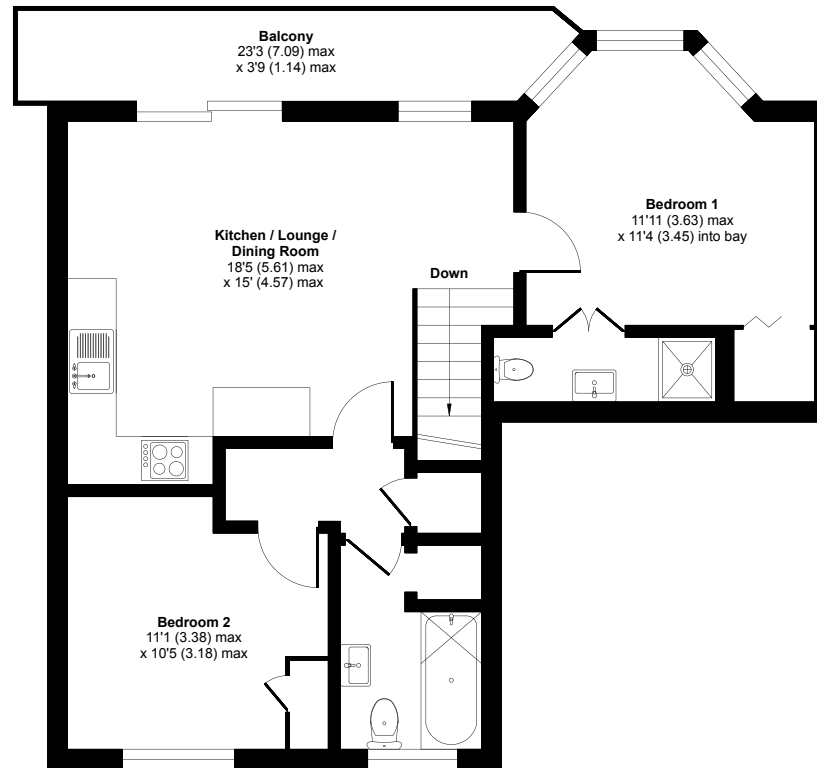 Balcony
23'3 (7.09) max
x 3'9 (1.14) max
Bedroom 1
11'11 (3.63) max
x 11'4 (3.45) into bay
Kitchen / Lounge /
Dining Room
18'5 (5.61) max
x 15' (4.57) max
Down
Bedroom 2
11'1 (3.38) max
x 10'5 (3.18) max